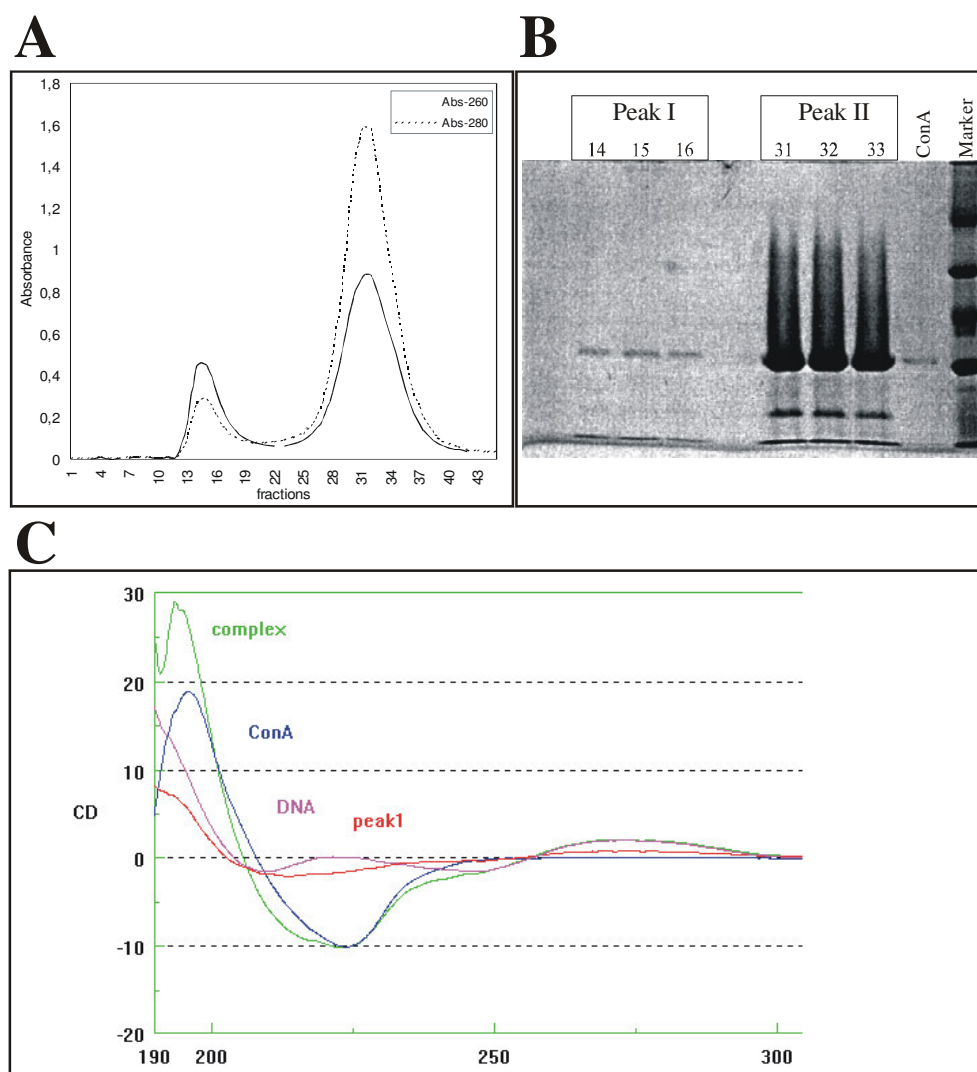 A
B
1,8
1,6
1,4
1,2
1
0,8
0,6
0,4
0,2
0
Absorbance
Abs-260
Abs-280
1 4 7 10 13 16 19 22 25 28 31 34 37 40 43
fractions
Peak I
14 15 16
Peak II
31 32 33
ConA
Marker
C
30
20
10
0
-10
-20
CD
complex
ConA
DNA
peak1
190 200 250 300